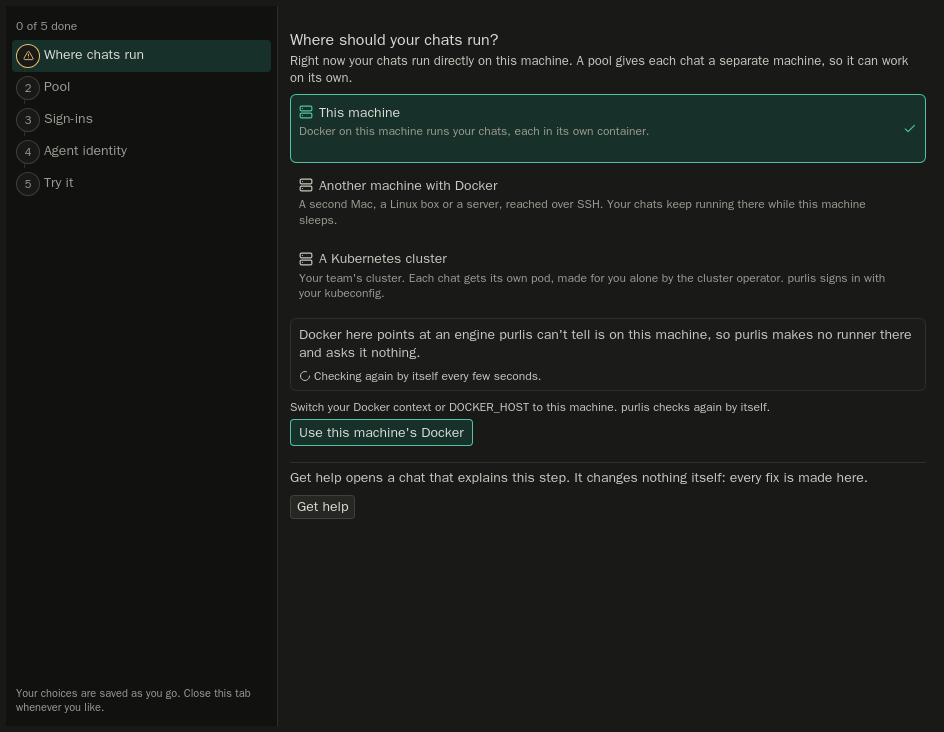 0 of 5 done
Where chats run
2 Pool
3 Sign-ins
4 Agent identity
5 Try it
Your choices are saved as you go. Close this tab
whenever you like.
Where should your chats run?
Right now your chats run directly on this machine. A pool gives each chat a separate machine, so it can work
on its own.
This machine
Docker on this machine runs your chats, each in its own container.
Another machine with Docker
A second Mac, a Linux box or a server, reached over SSH. Your chats keep running there while this machine
sleeps.
A Kubernetes cluster
Your team's cluster. Each chat gets its own pod, made for you alone by the cluster operator. purlis signs in with
your kubeconfig.
Docker here points at an engine purlis can't tell is on this machine, so purlis makes no runner there
and asks it nothing.
Checking again by itself every few seconds.
Switch your Docker context or DOCKER_HOST to this machine. purlis checks again by itself.
Use this machine's Docker
Get help opens a chat that explains this step. It changes nothing itself: every fix is made here.
Get help